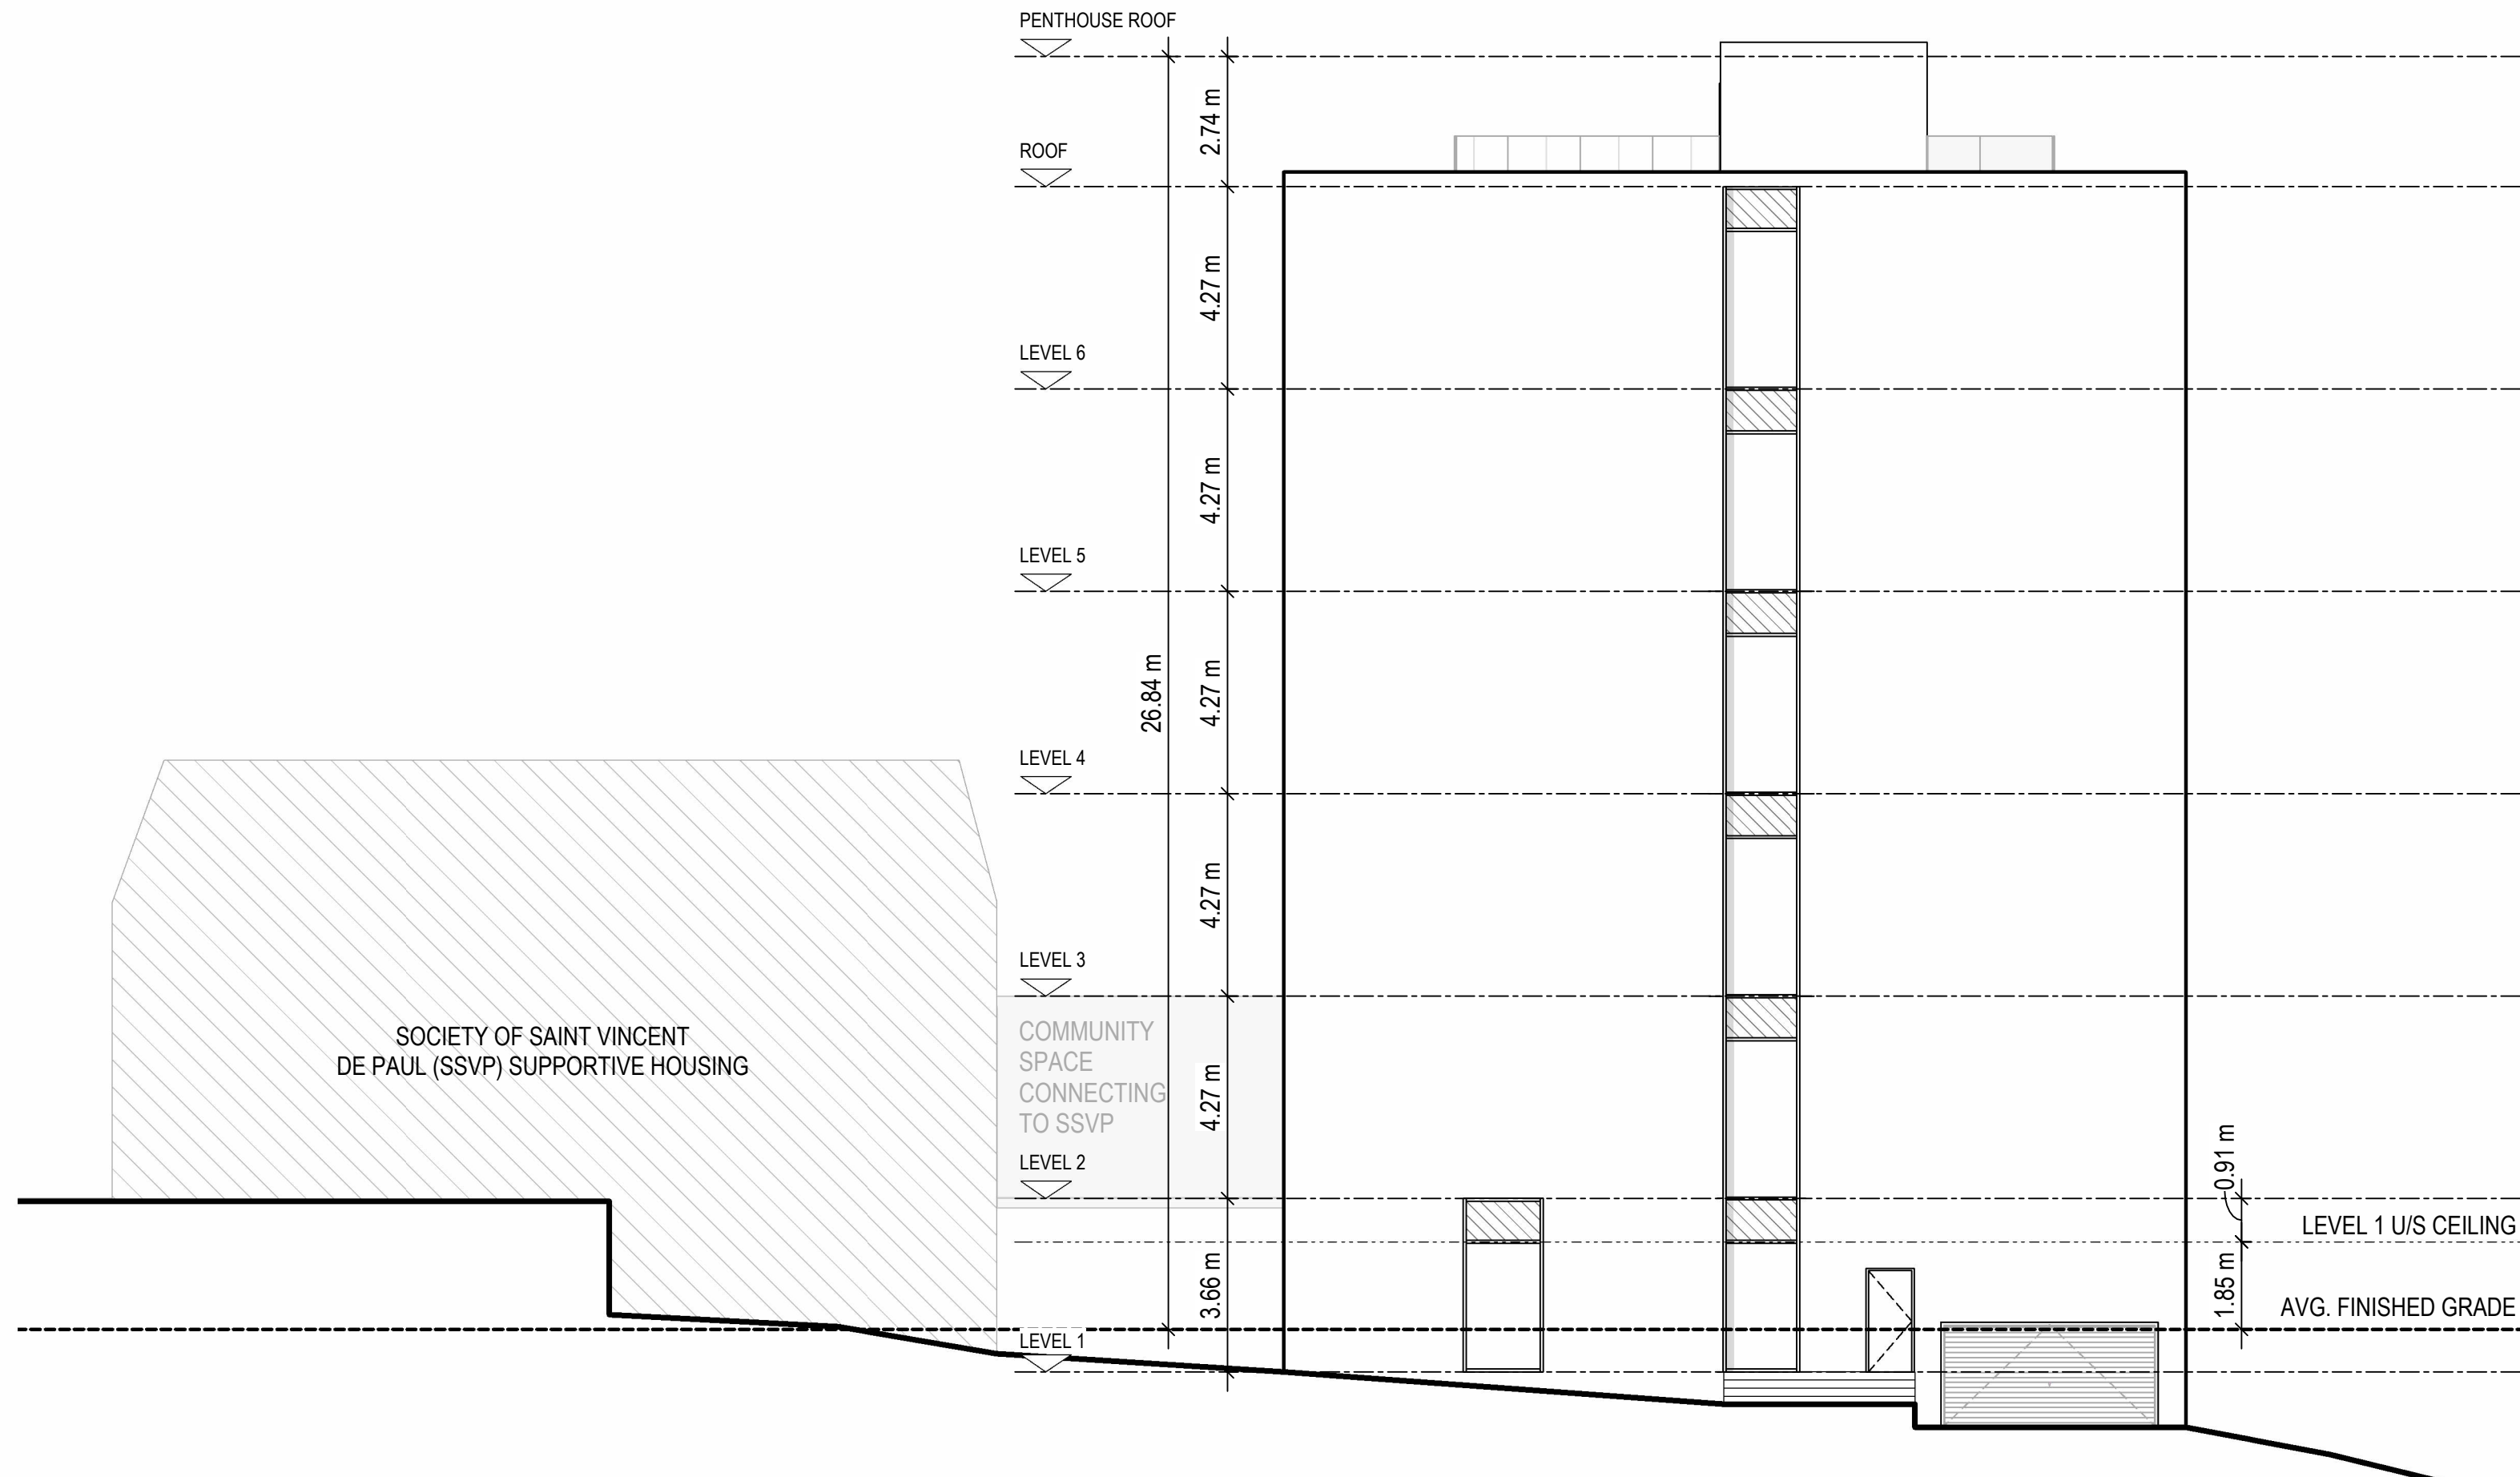 PENTHOUSE ROOF
2.74 m
ROOF
4.27 m
LEVEL 6
4.27 m
LEVEL 5
26.84 m
4.27 m
LEVEL 4
4.27 m
LEVEL 3
SOCIETY OF SAINT VINCENT
DE PAUL (SSVP) SUPPORTIVE HOUSING
COMMUNITY
SPACE
CONNECTING
TO SSVP
4.27 m
LEVEL 2
0.91 m
LEVEL 1 U/S CEILING
3.66 m
1.85 m
AVG. FINISHED GRADE
LEVEL 1